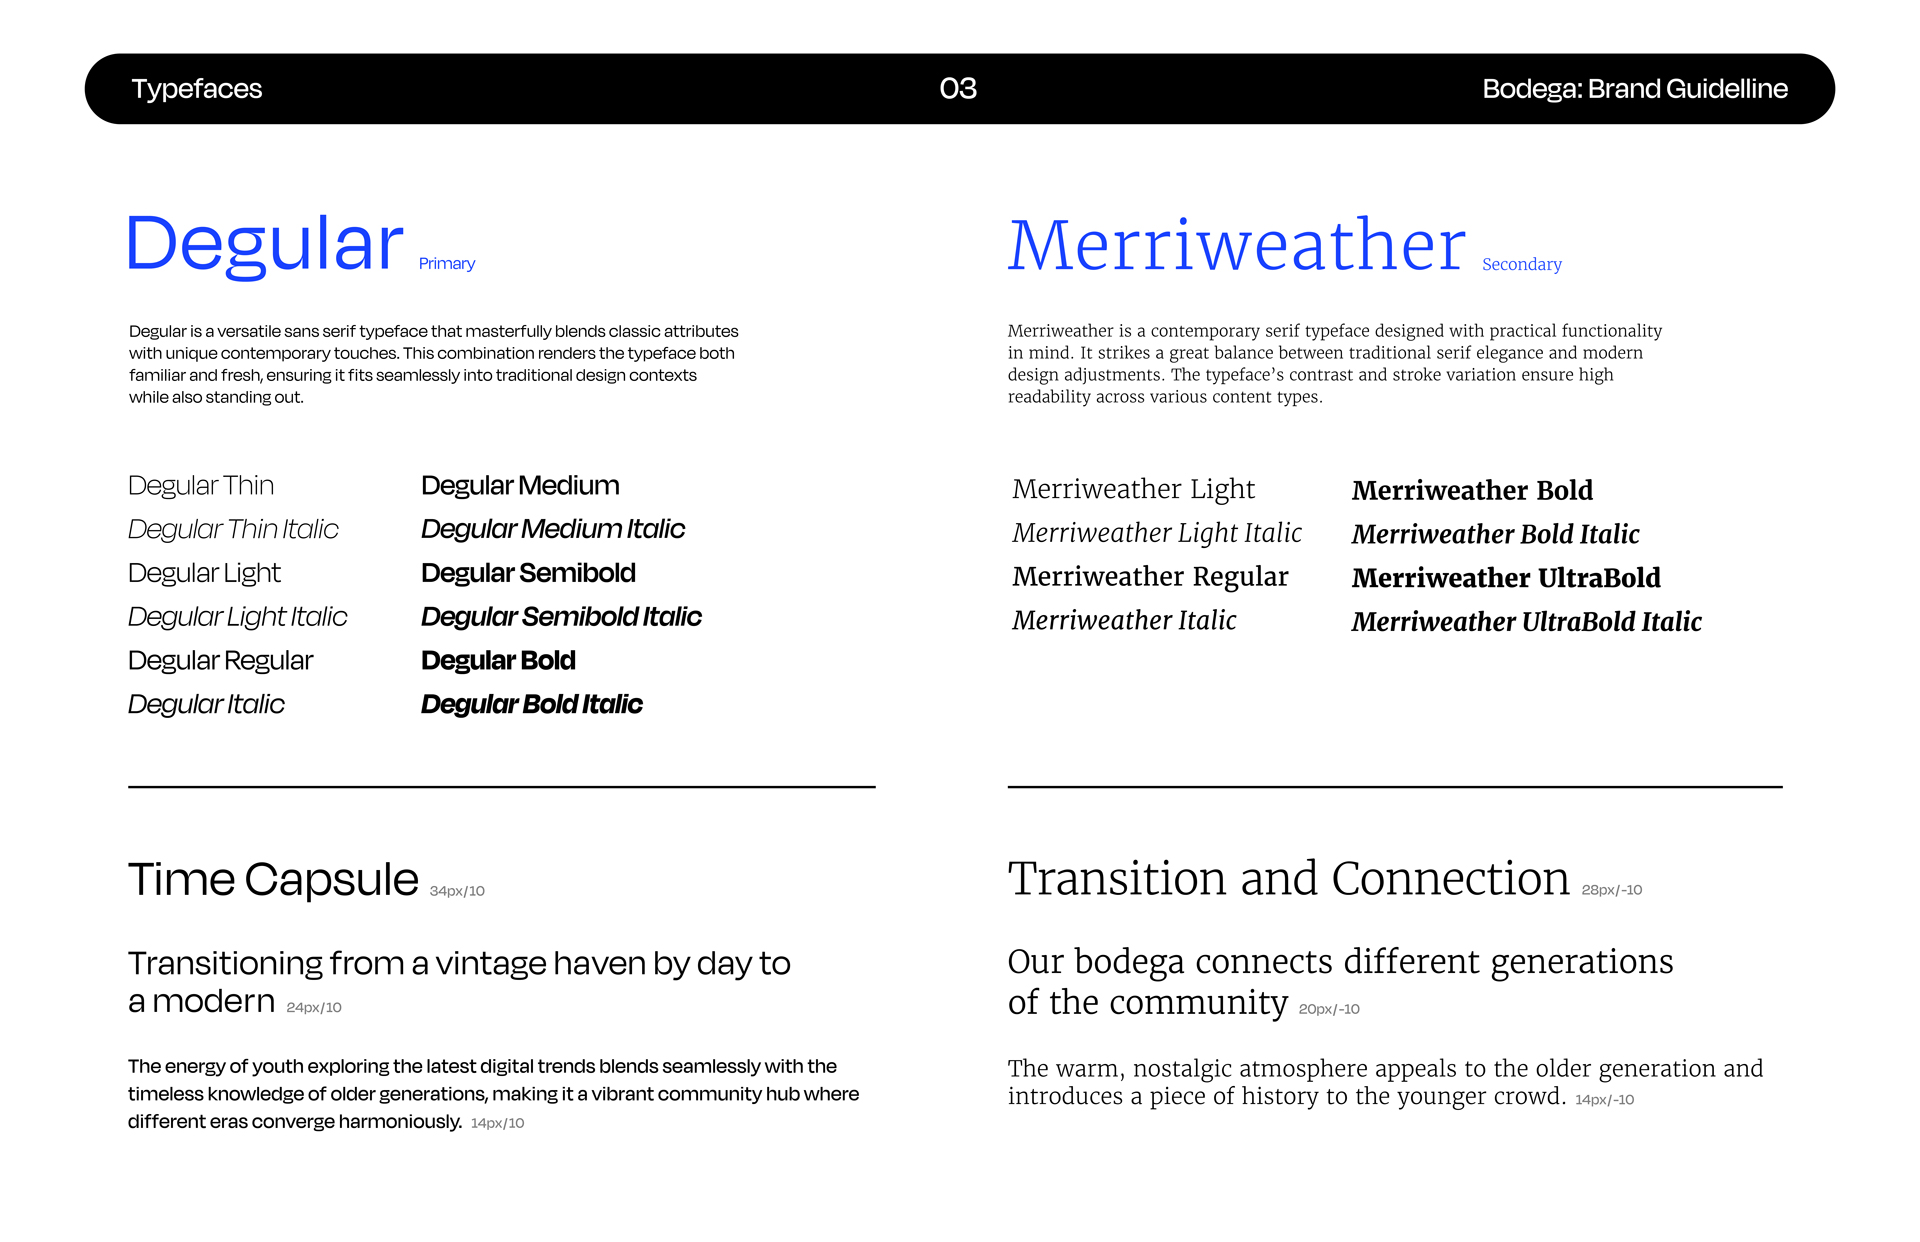 Typefaces
03
Bodega: Brand Guidelline
Degular Primary
Degular is a versatile sans serif typeface that masterfully blends classic attributes
with unique contemporary touches. This combination renders the typeface both
familiar and fresh, ensuring it fits seamlessly into traditional design contexts
while also standing out.
Degular Thin
Degular Thin Italic
Degular Light
Degular Light Italic
Degular Regular
Degular Italic
Degular Medium
Degular Medium Italic
Degular Semibold
Degular Semibold Italic
Degular Bold
Degular Bold Italic
Time Capsule 34px/10
Transitioning from a vintage haven by day to
a modern 24px/10
The energy of youth exploring the latest digital trends blends seamlessly with the
timeless knowledge of older generations, making it a vibrant community hub where
different eras converge harmoniously. 14px/10
Merriweather Secondary
Merriweather is a contemporary serif typeface designed with practical functionality
in mind. It strikes a great balance between traditional serif elegance and modern
design adjustments. The typeface’s contrast and stroke variation ensure high
readability across various content types.
Merriweather Light
Merriweather Light Italic
Merriweather Regular
Merriweather Italic
Merriweather Bold
Merriweather Bold Italic
Merriweather UltraBold
Merriweather UltraBold Italic
Transition and Connection 28px/-10
Our bodega connects different generations
of the community 20px/-10
The warm, nostalgic atmosphere appeals to the older generation and
introduces a piece of history to the younger crowd. 14px/-10